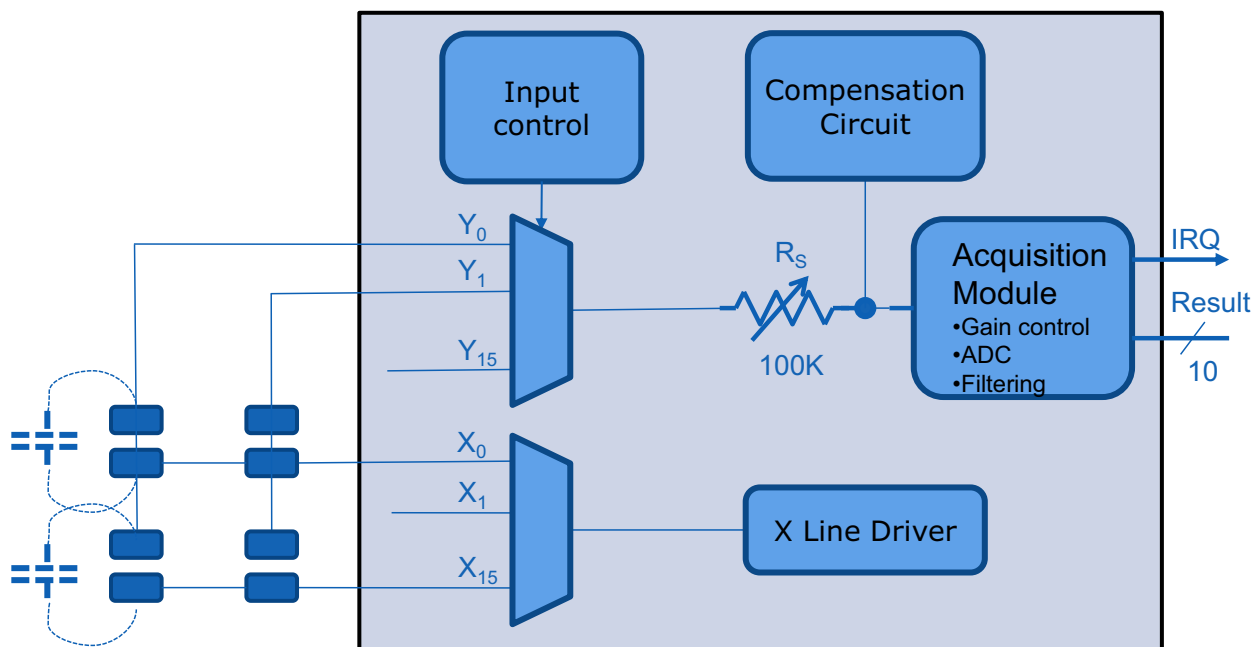 Input
control
Compensation
Circuit
Y0
Y1
Y15
RS
100K
Acquisition
Module
•Gain control
•ADC
•Filtering
IRQ
Result
10
X0
X1
X15
X Line Driver